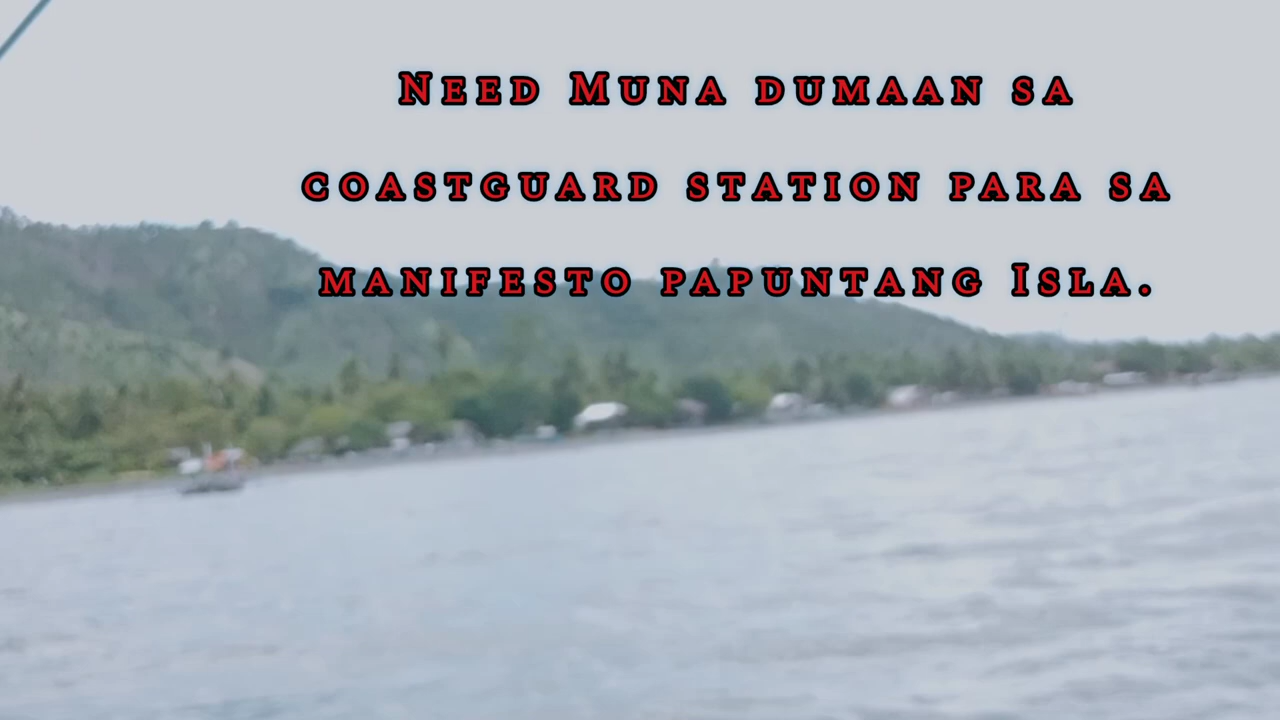 Need Muna dumaan sa
coastguard station para sa
manifesto papuntang Isla.